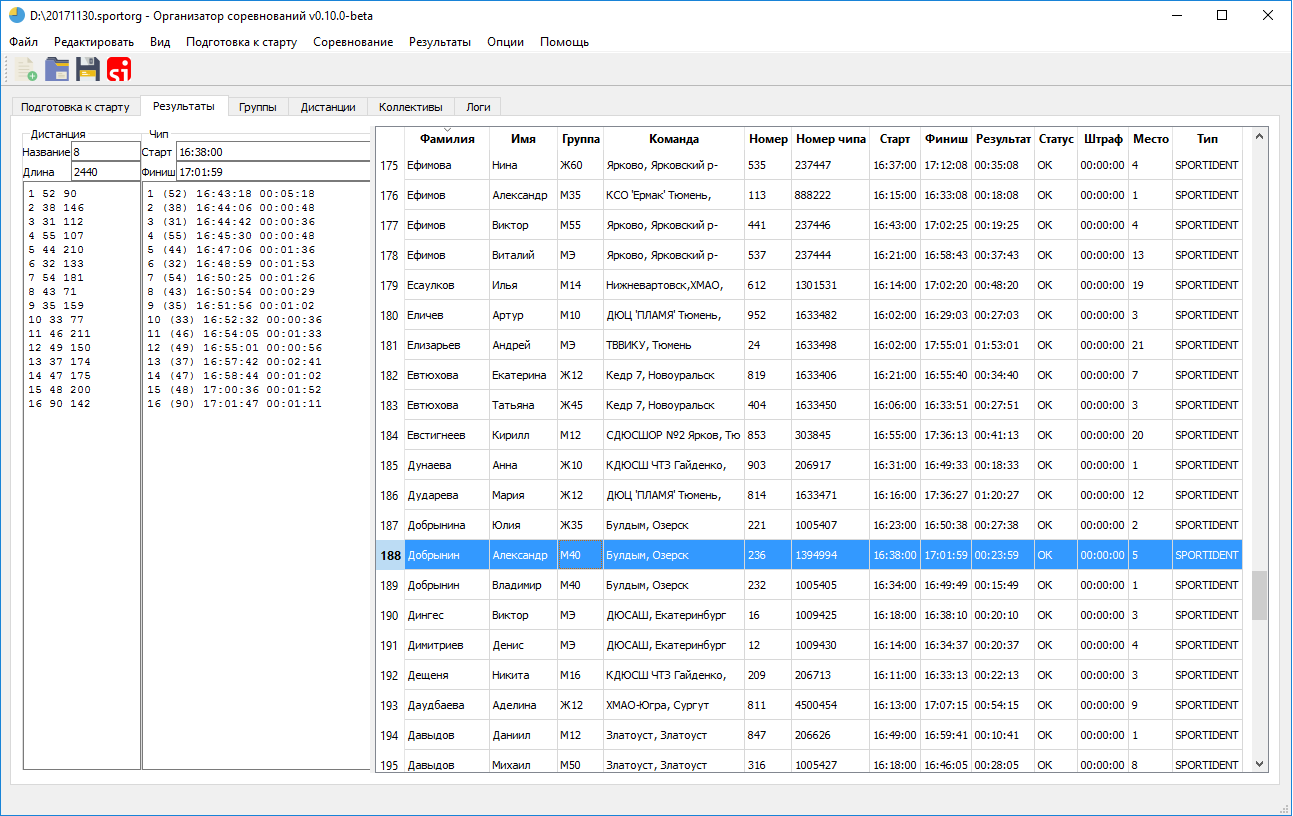 D:\20171130.sportorg - Организатор соревнований v0.10.0-beta
Файл Редактировать Вид Подготовка к старту Соревнование Результаты Опции Помощь
si
Подготовка к старту Результаты Группы Дистанции Коллективы Логи
Дистанция
Название 8
Длина 2440
1 52 90
2 38 146
3 31 112
4 55 107
5 44 210
6 32 133
7 54 181
8 43 71
9 35 159
10 33 77
11 46 211
12 49 150
13 37 174
14 47 175
15 48 200
16 90 142
Чип
Старт 16:38:00
Финиш 17:01:59
1 (52) 16:43:18 00:05:18
2 (38) 16:44:06 00:00:48
3 (31) 16:44:42 00:00:36
4 (55) 16:45:30 00:00:48
5 (44) 16:47:06 00:01:36
6 (32) 16:48:59 00:01:53
7 (54) 16:50:25 00:01:26
8 (43) 16:50:54 00:00:29
9 (35) 16:51:56 00:01:02
10 (33) 16:52:32 00:00:36
11 (46) 16:54:05 00:01:33
12 (49) 16:55:01 00:00:56
13 (37) 16:57:42 00:02:41
14 (47) 16:58:44 00:01:02
15 (48) 17:00:36 00:01:52
16 (90) 17:01:47 00:01:11
Фамилия Имя Группа Команда Номер Номер чипа Старт Финиш Результат Статус Штраф Место Тип
175 Ефимова Нина Ж60 Ярково, Ярковский р- 535 237447 16:37:00 17:12:08 00:35:08 OK 00:00:00 4 SPORTIDENT
176 Ефимов Александр М35 КСО 'Ермак' Тюмень, 113 888222 16:15:00 16:33:08 00:18:08 OK 00:00:00 1 SPORTIDENT
177 Ефимов Виктор М55 Ярково, Ярковский р- 441 237446 16:43:00 17:02:25 00:19:25 OK 00:00:00 4 SPORTIDENT
178 Ефимов Виталий МЭ Ярково, Ярковский р- 537 237444 16:21:00 16:58:43 00:37:43 OK 00:00:00 13 SPORTIDENT
179 Есаулков Илья М14 Нижневартовск,ХМАО, 612 1301531 16:14:00 17:02:20 00:48:20 OK 00:00:00 19 SPORTIDENT
180 Еличев Артур М10 ДЮЦ 'ПЛАМЯ' Тюмень, 952 1633482 16:02:00 16:29:03 00:27:03 OK 00:00:00 3 SPORTIDENT
181 Елизарьев Андрей МЭ ТВВИКУ, Тюмень 24 1633498 16:02:00 17:55:01 01:53:01 OK 00:00:00 21 SPORTIDENT
182 Евтюхова Екатерина Ж12 Кедр 7, Новоуральск 819 1633406 16:21:00 16:55:40 00:34:40 OK 00:00:00 7 SPORTIDENT
183 Евтюхова Татьяна Ж45 Кедр 7, Новоуральск 404 1633450 16:06:00 16:33:51 00:27:51 OK 00:00:00 3 SPORTIDENT
184 Евстигнеев Кирилл М12 СДЮСШОР №2 Ярков, Тю 853 303845 16:55:00 17:36:13 00:41:13 OK 00:00:00 20 SPORTIDENT
185 Дунаева Анна Ж10 КДЮСШ ЧТЗ Гайденко, 903 206917 16:31:00 16:49:33 00:18:33 OK 00:00:00 1 SPORTIDENT
186 Дударева Мария Ж12 ДЮЦ 'ПЛАМЯ' Тюмень, 814 1633471 16:16:00 17:36:27 01:20:27 OK 00:00:00 12 SPORTIDENT
187 Добрынина Юлия Ж35 Булдым, Озерск 221 1005407 16:23:00 16:50:38 00:27:38 OK 00:00:00 2 SPORTIDENT
188 Добрынин Александр М40 Булдым, Озерск 236 1394994 16:38:00 17:01:59 00:23:59 OK 00:00:00 5 SPORTIDENT
189 Добрынин Владимир М40 Булдым, Озерск 232 1005405 16:34:00 16:49:49 00:15:49 OK 00:00:00 1 SPORTIDENT
190 Дингес Виктор МЭ ДЮСАШ, Екатеринбург 16 1009425 16:18:00 16:38:10 00:20:10 OK 00:00:00 3 SPORTIDENT
191 Димитриев Денис МЭ ДЮСАШ, Екатеринбург 12 1009430 16:14:00 16:34:37 00:20:37 OK 00:00:00 4 SPORTIDENT
192 Дещеня Никита М16 КДЮСШ ЧТЗ Гайденко, 209 206713 16:11:00 16:33:13 00:22:13 OK 00:00:00 3 SPORTIDENT
193 Даудбаева Аделина Ж12 ХМАО-Югра, Сургут 811 4500454 16:13:00 17:07:15 00:54:15 OK 00:00:00 9 SPORTIDENT
194 Давыдов Даниил М12 Златоуст, Златоуст 847 206626 16:49:00 16:59:41 00:10:41 OK 00:00:00 1 SPORTIDENT
195 Давыдов Михаил М50 Златоуст, Златоуст 316 1005427 16:18:00 16:46:05 00:28:05 OK 00:00:00 8 SPORTIDENT